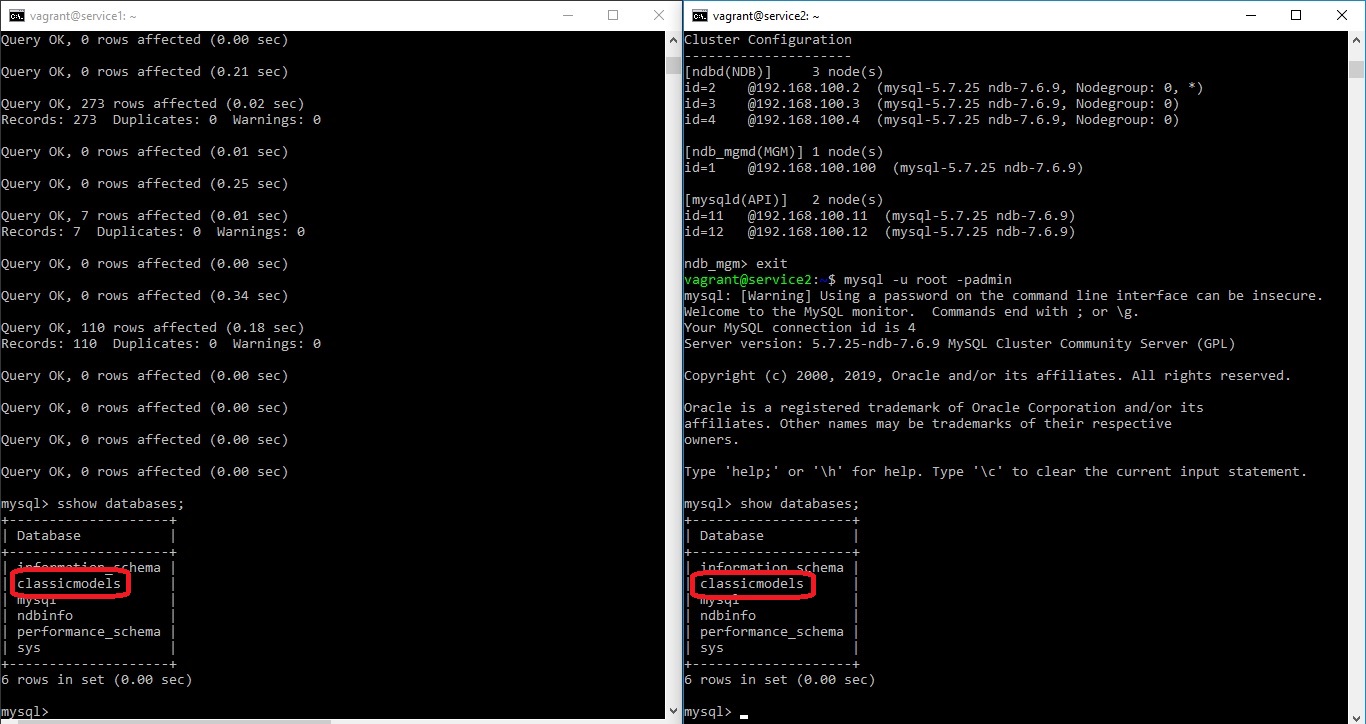 vagrant@service1: ~
Query OK, 0 rows affected (0.00 sec)
Query OK, 0 rows affected (0.21 sec)
Query OK, 273 rows affected (0.02 sec)
Records: 273  Duplicates: 0  Warnings: 0
Query OK, 0 rows affected (0.01 sec)
Query OK, 0 rows affected (0.25 sec)
Query OK, 7 rows affected (0.01 sec)
Records: 7  Duplicates: 0  Warnings: 0
Query OK, 0 rows affected (0.00 sec)
Query OK, 0 rows affected (0.34 sec)
Query OK, 110 rows affected (0.18 sec)
Records: 110  Duplicates: 0  Warnings: 0
Query OK, 0 rows affected (0.00 sec)
Query OK, 0 rows affected (0.00 sec)
Query OK, 0 rows affected (0.00 sec)
Query OK, 0 rows affected (0.00 sec)
mysql> sshow databases;
+--------------------+
| Database           |
+--------------------+
| information_schema |
| classicmodels      |
| mysql              |
| ndbinfo            |
| performance_schema |
| sys                |
+--------------------+
6 rows in set (0.00 sec)
mysql>
vagrant@service2: ~
Cluster Configuration
---------------------
[ndbd(NDB)]     3 node(s)
id=2    @192.168.100.2  (mysql-5.7.25 ndb-7.6.9, Nodegroup: 0, *)
id=3    @192.168.100.3  (mysql-5.7.25 ndb-7.6.9, Nodegroup: 0)
id=4    @192.168.100.4  (mysql-5.7.25 ndb-7.6.9, Nodegroup: 0)
[ndb_mgmd(MGM)] 1 node(s)
id=1    @192.168.100.100  (mysql-5.7.25 ndb-7.6.9)
[mysqld(API)]   2 node(s)
id=11   @192.168.100.11  (mysql-5.7.25 ndb-7.6.9)
id=12   @192.168.100.12  (mysql-5.7.25 ndb-7.6.9)
ndb_mgm> exit
vagrant@service2:~$ mysql -u root -padmin
mysql: [Warning] Using a password on the command line interface can be insecure.
Welcome to the MySQL monitor.  Commands end with ; or \g.
Your MySQL connection id is 4
Server version: 5.7.25-ndb-7.6.9 MySQL Cluster Community Server (GPL)
Copyright (c) 2000, 2019, Oracle and/or its affiliates. All rights reserved.
Oracle is a registered trademark of Oracle Corporation and/or its
affiliates. Other names may be trademarks of their respective
owners.
Type 'help;' or '\h' for help. Type '\c' to clear the current input statement.
mysql> show databases;
+--------------------+
| Database           |
+--------------------+
| information_schema |
| classicmodels      |
| mysql              |
| ndbinfo            |
| performance_schema |
| sys                |
+--------------------+
6 rows in set (0.00 sec)
mysql>